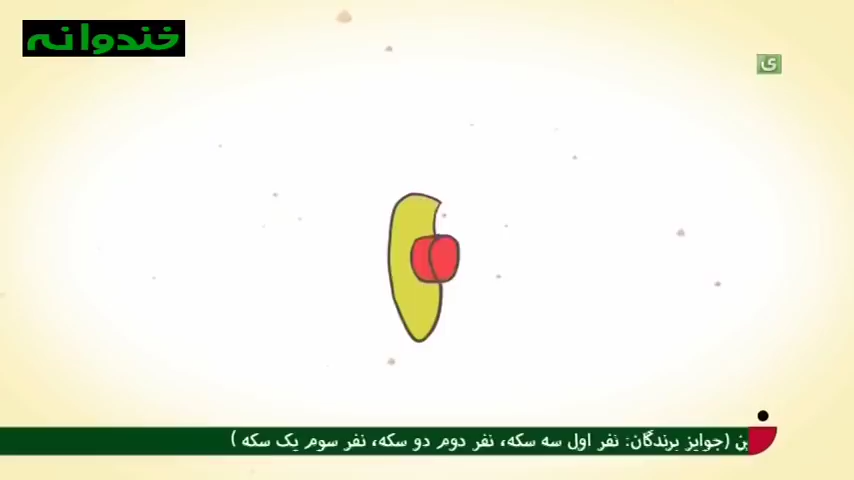 خندوانه
ی
ین (جوایز برندگان: نفر اول سه سکه، نفر دوم دو سکه، نفر سوم یک سکه )